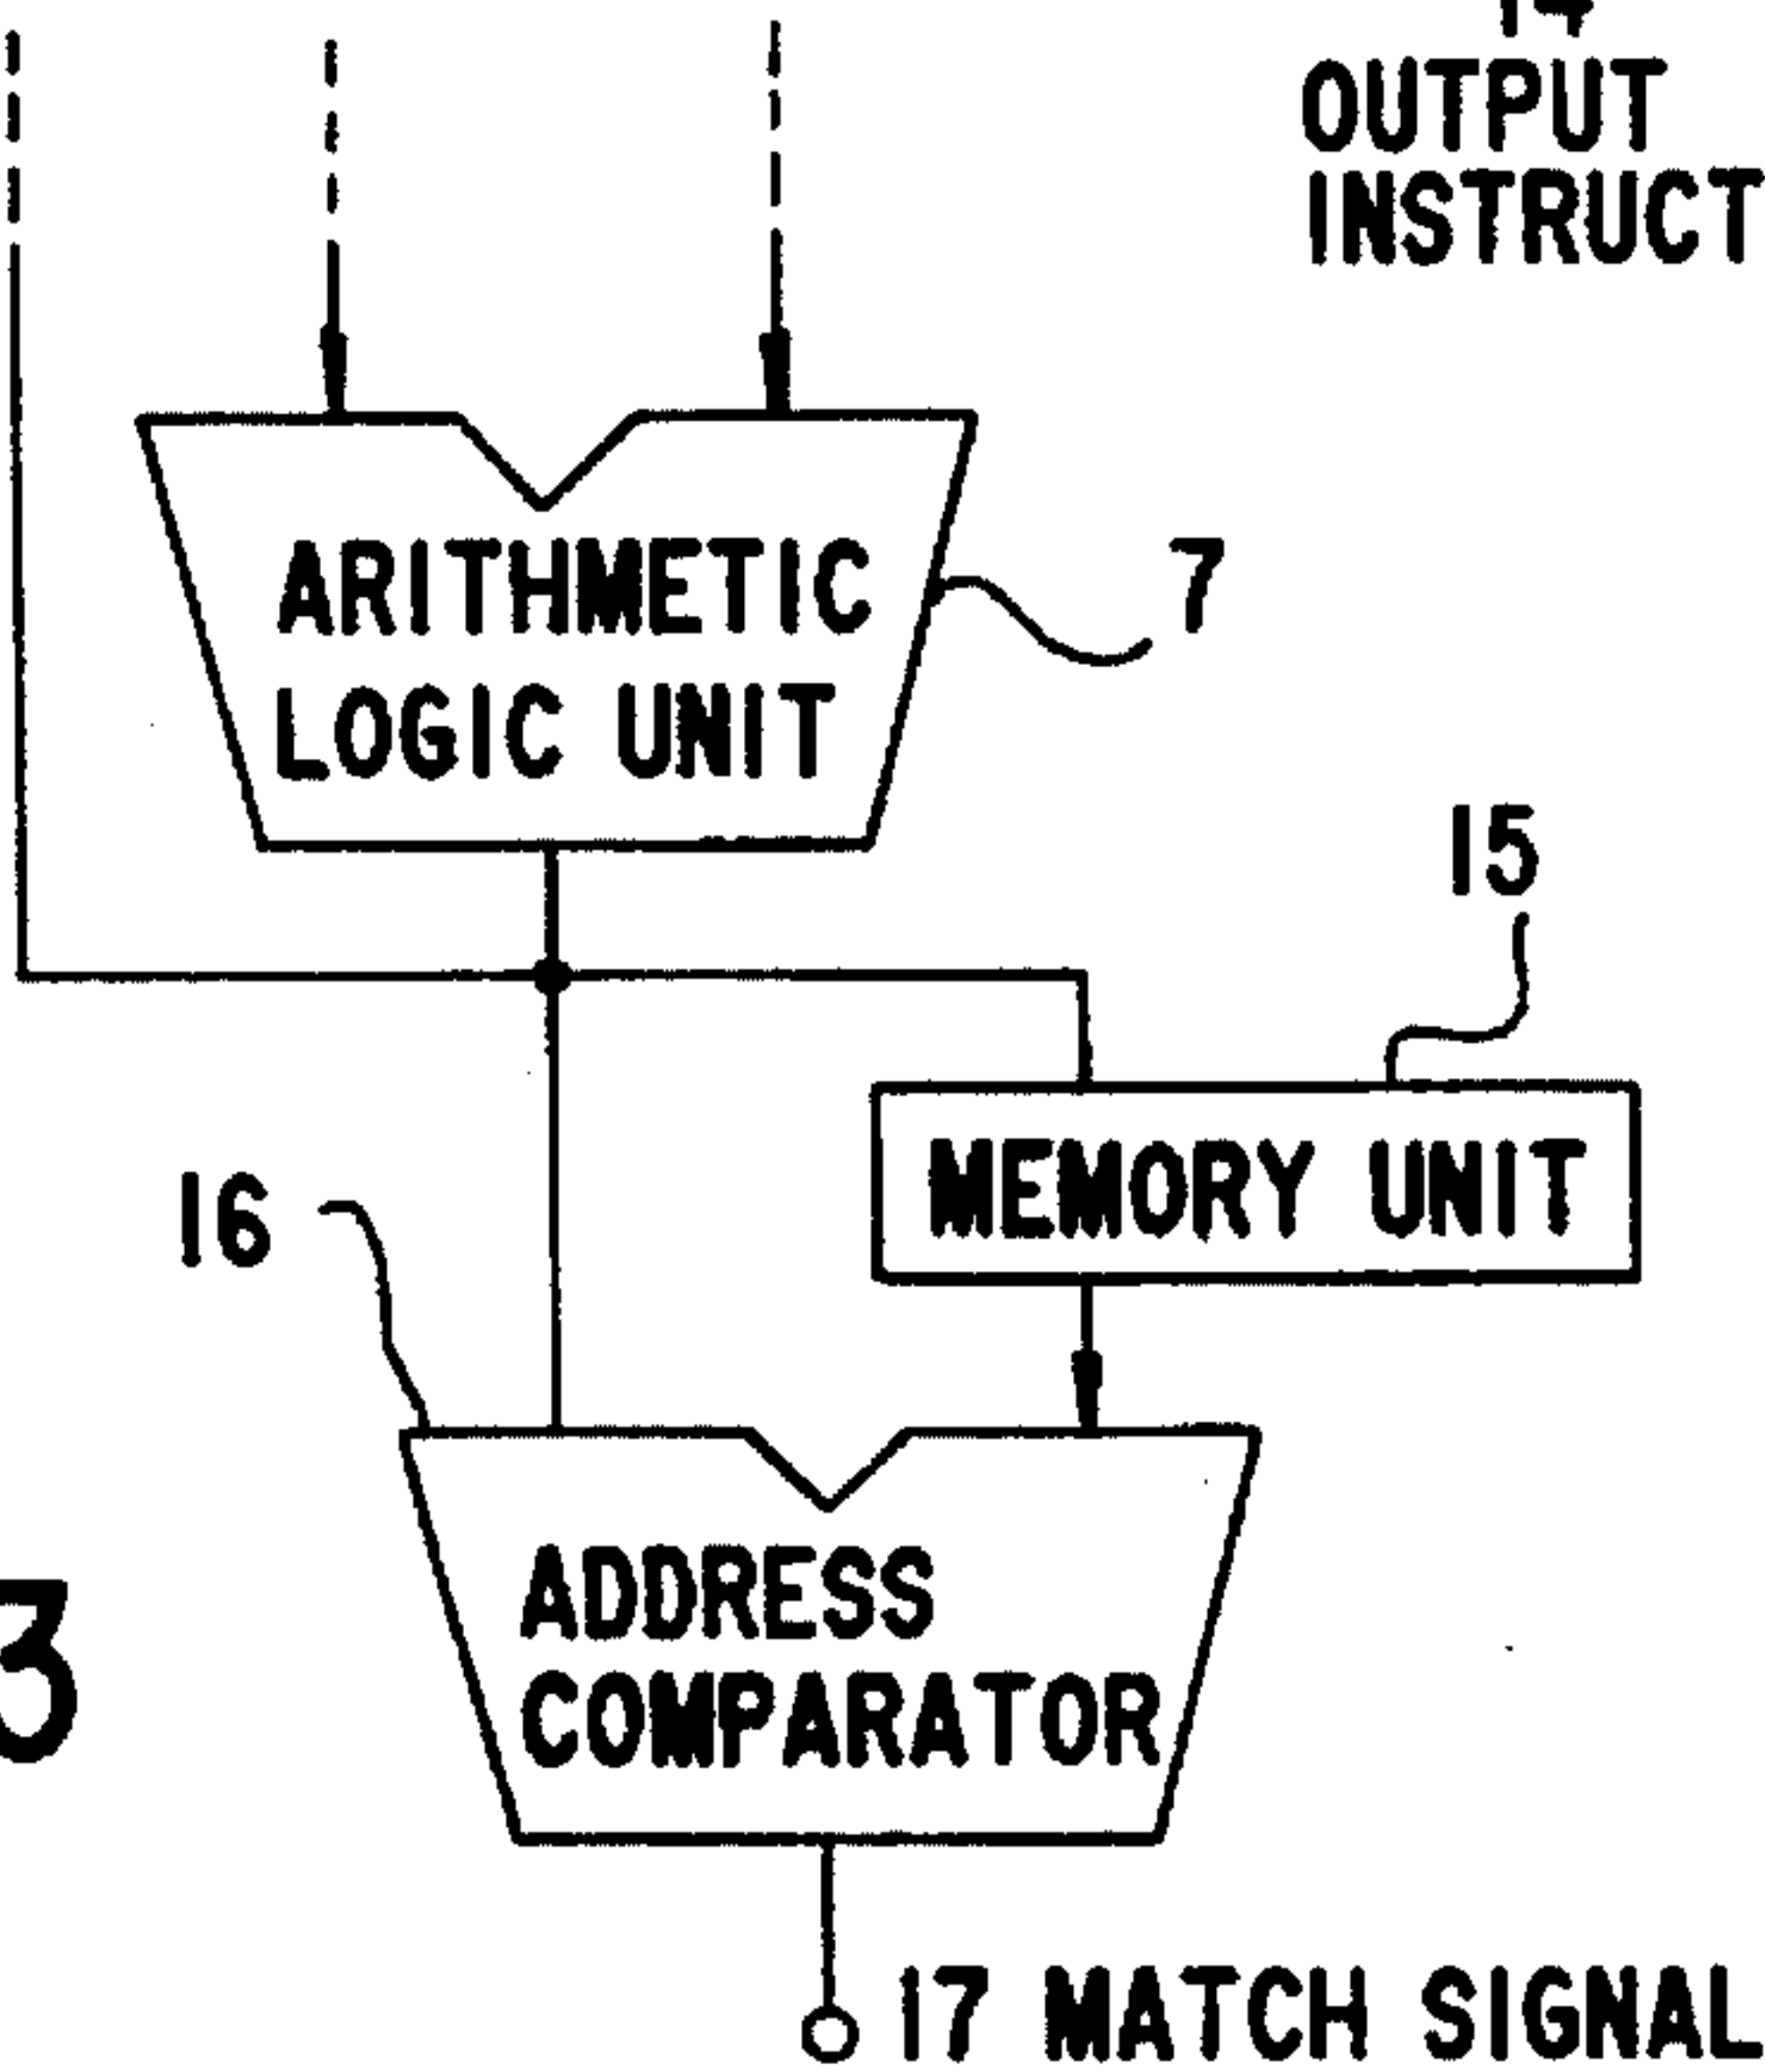 OUTPUT
INSTRUCT
ARITHMETIC
LOGIC UNIT
7
15
MEMORY UNIT
16
ADDRESS
COMPARATOR
3
17 MATCH SIGNAL